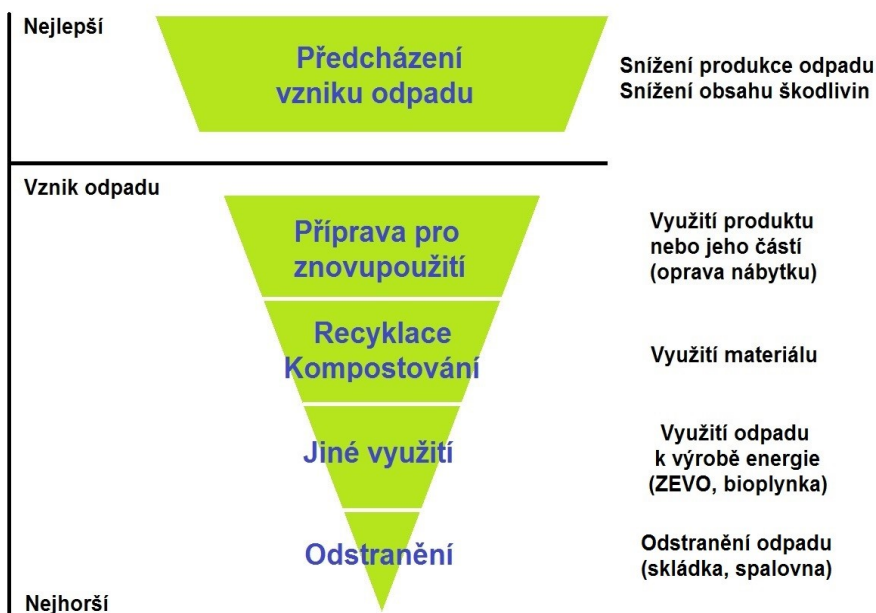 Nejlepší
Předcházení
vzniku odpadu
Snížení produkce odpadu
Snížení obsahu škodlivin
Vznik odpadu
Příprava pro
znovupoužití
Využití produktu
nebo jeho částí
(oprava nábytku)
Recyklace
Kompostování
Využití materiálu
Jiné využití
Využití odpadu
k výrobě energie
(ZEVO, bioplynka)
Odstranění
Odstranění odpadu
(skládka, spalovna)
Nejhorší